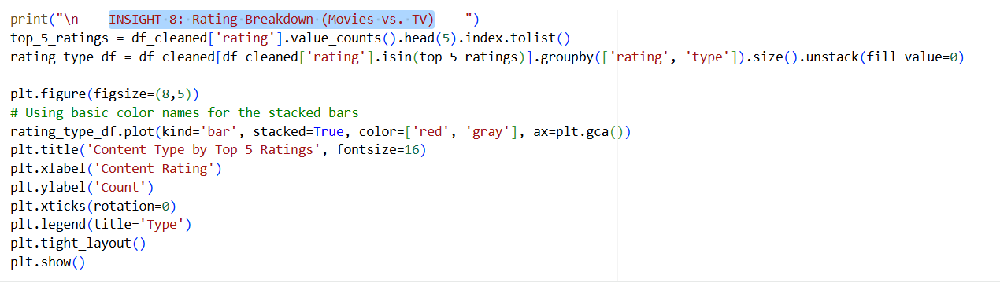 print("\n--- INSIGHT 8: Rating Breakdown (Movies vs. TV) ---")
top_5_ratings = df_cleaned['rating'].value_counts().head(5).index.tolist()
rating_type_df = df_cleaned[df_cleaned['rating'].isin(top_5_ratings)].groupby(['rating', 'type']).size().unstack(fill_value=0)

plt.figure(figsize=(8,5))
# Using basic color names for the stacked bars
rating_type_df.plot(kind='bar', stacked=True, color=['red', 'gray'], ax=plt.gca())
plt.title('Content Type by Top 5 Ratings', fontsize=16)
plt.xlabel('Content Rating')
plt.ylabel('Count')
plt.xticks(rotation=0)
plt.legend(title='Type')
plt.tight_layout()
plt.show()